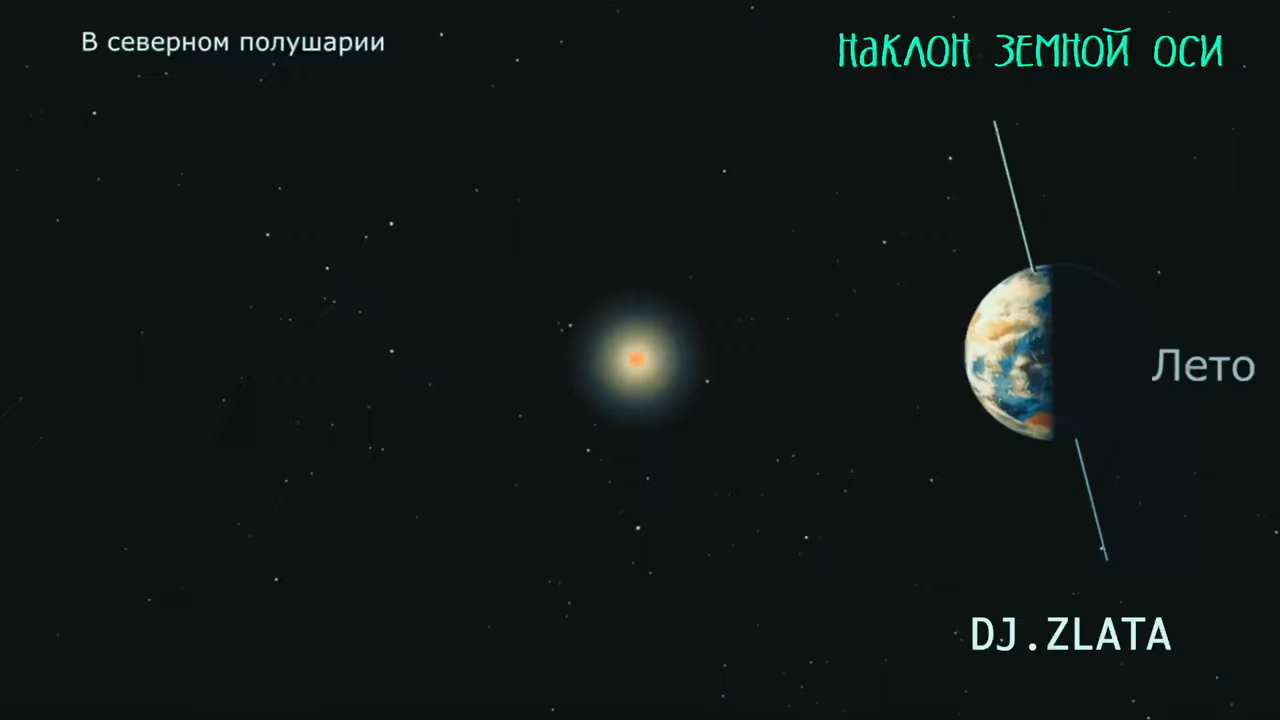 В северном полушарии
НаКЛОН ЗЕМНОЙ ОСИ
Лето
DJ.ZLATA